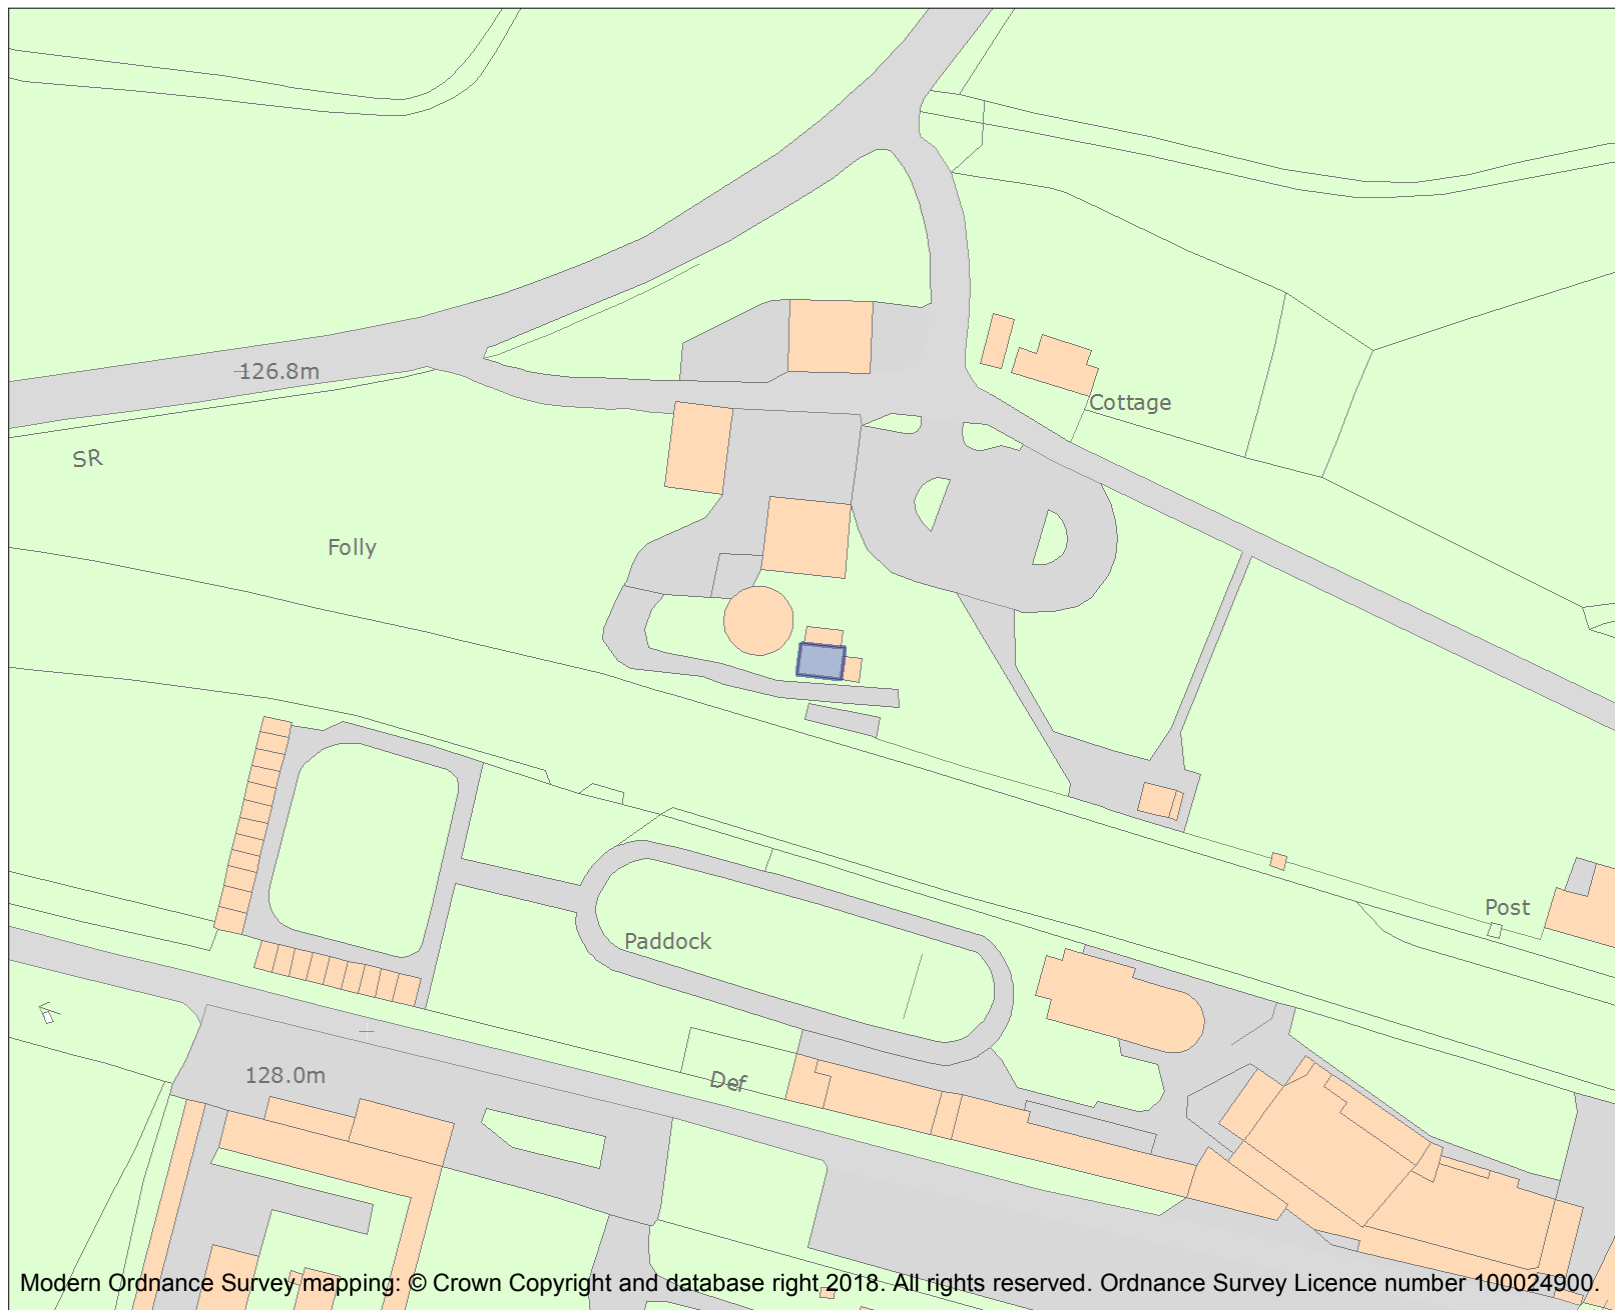 126.8m
Cottage
SR
Folly
Post
Paddock
128.0m
Def
Modern Ordnance Survey mapping: © Crown Copyright and database right 2018. All rights reserved. Ordnance Survey Licence number 100024900.